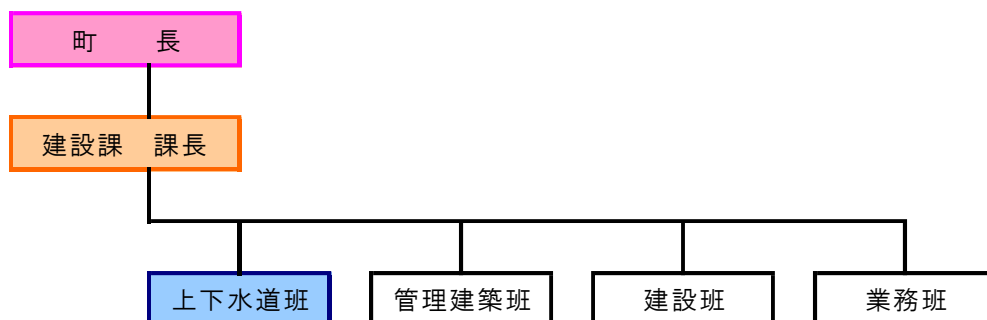 町　　長
建設課　課長
上下水道班
管理建築班
建設班
業務班